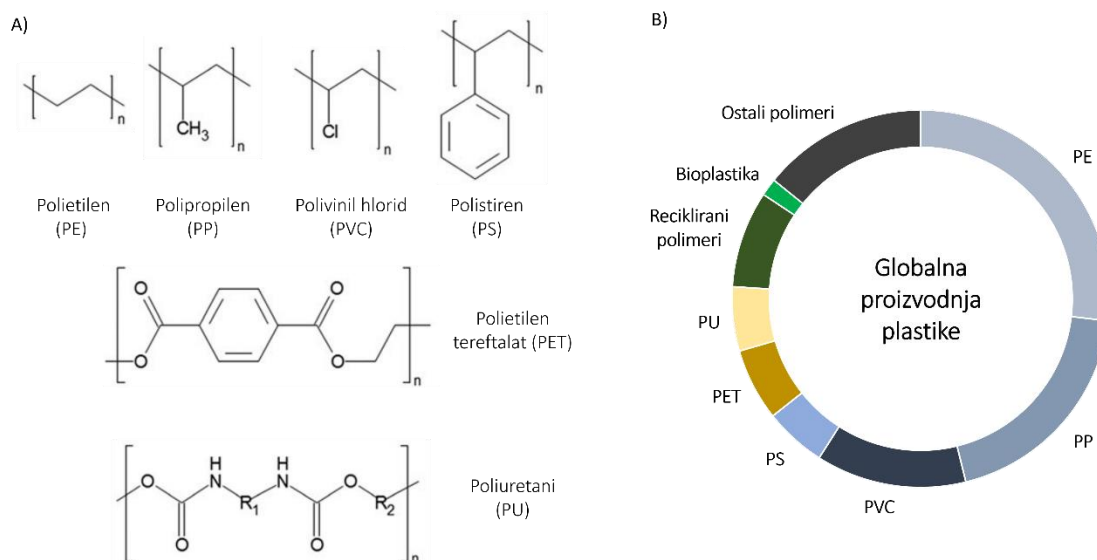 A)
n
CH3
n
Cl
n
n
Polietilen
(PE)
Polipropilen
(PP)
Polivinil hlorid
(PVC)
Polistiren
(PS)
O
O
O
O
n
Polietilen
tereftalat (PET)
O
H
N
R1
H
N
O
R2
O
O
n
Poliuretani
(PU)
B)
Ostali polimeri
PE
Bioplastika
Reciklirani
polimeri
Globalna
proizvodnja
plastike
PU
PET
PS
PVC
PP